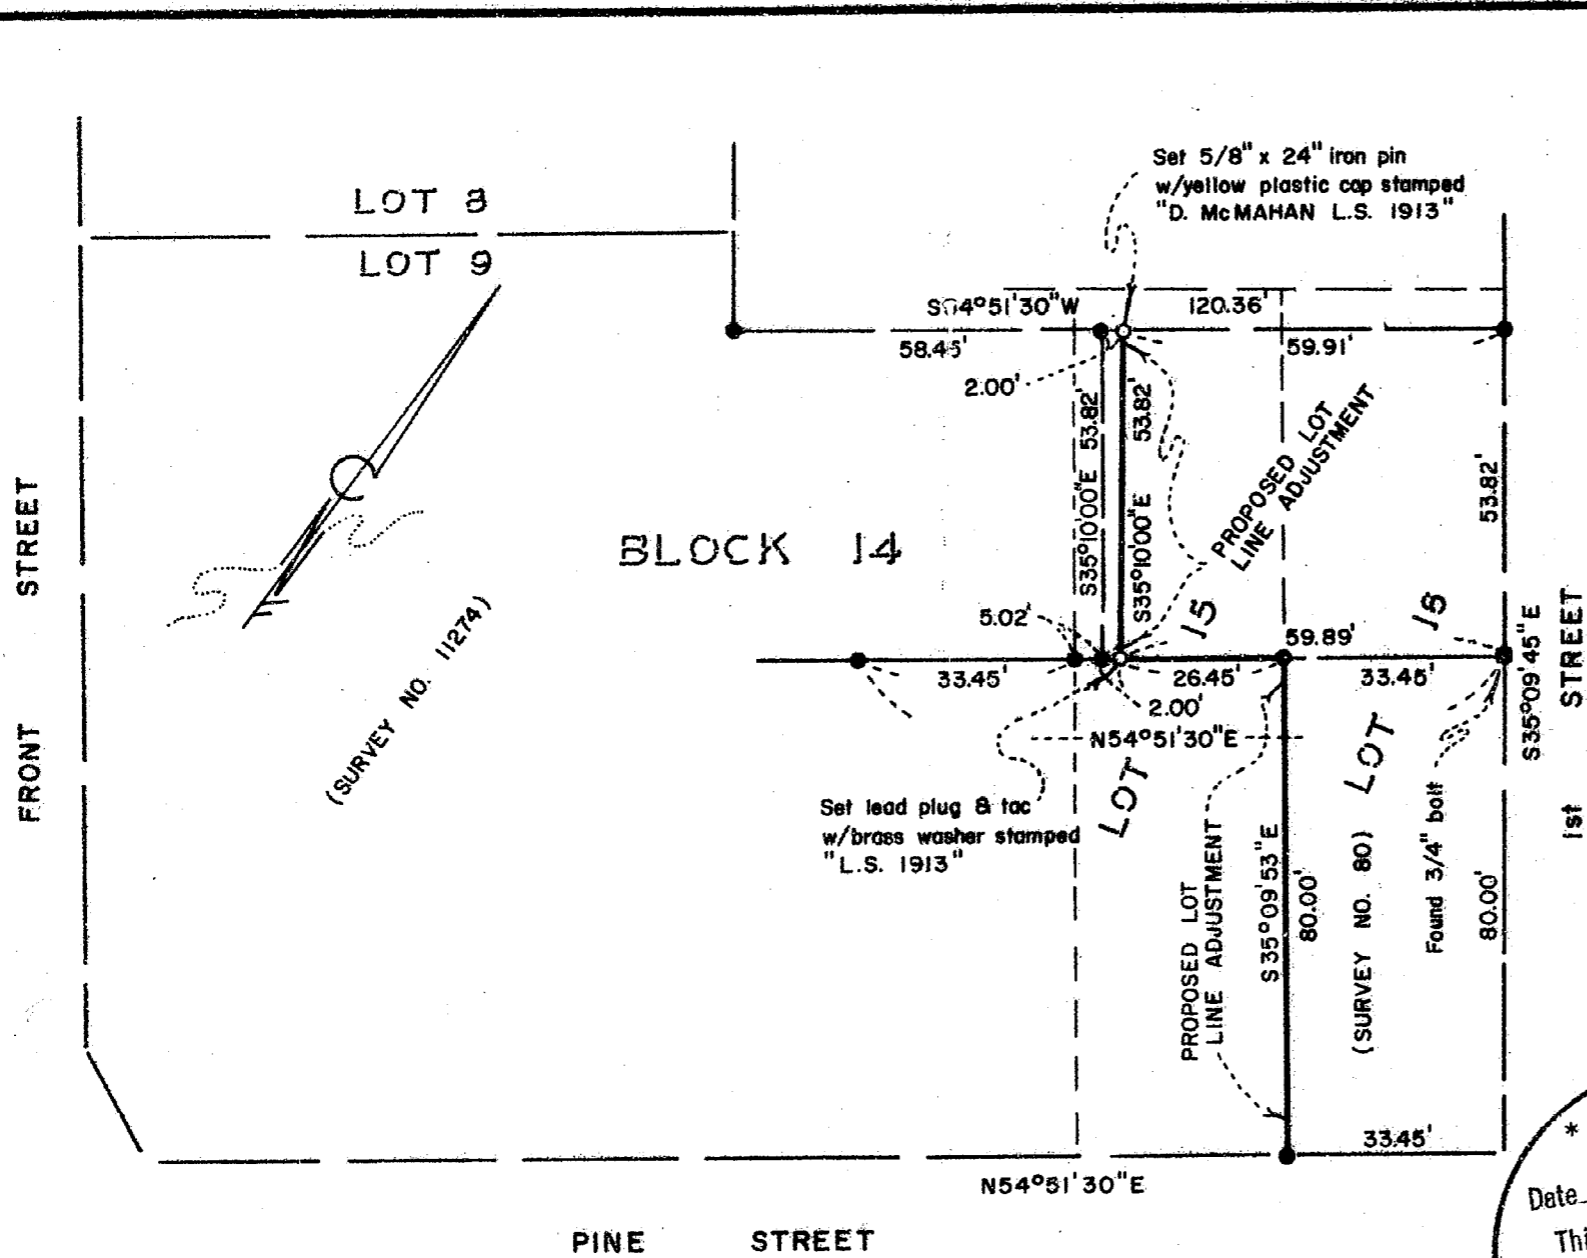 Set 5/8" x 24" iron pin
w/yellow plastic cap stamped
"D. McMAHAN L.S. 1913"
LOT 8
LOT 9
S54°51'30"W
120.36'
58.45'
59.91'
2.00'
53.82'
53.82'
S35°10'00"E
S35°10'00"E
PROPOSED LOT
LINE ADJUSTMENT
53.82'
FRONT STREET
BLOCK 14
(SURVEY NO. 11274)
5.02'
LOT 15
59.89'
LOT 18
33.45'
26.45'
33.45'
2.00'
N54°51'30"E
S35°09'45"E
1st STREET
Set lead plug & tac
w/brass washer stamped
"L.S. 1913"
PROPOSED LOT
LINE ADJUSTMENT
S35°09'53"E
80.00'
(SURVEY NO. 80)
Found 3/4" bolt
80.00'
33.45'
N54°51'30"E
PINE STREET
*
Date
Thi